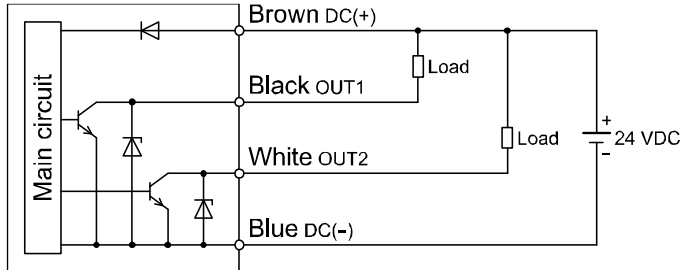 Brown DC(+)
Load
Black OUT1
Main circuit
+
Load
24 VDC
−
White OUT2
Blue DC(-)